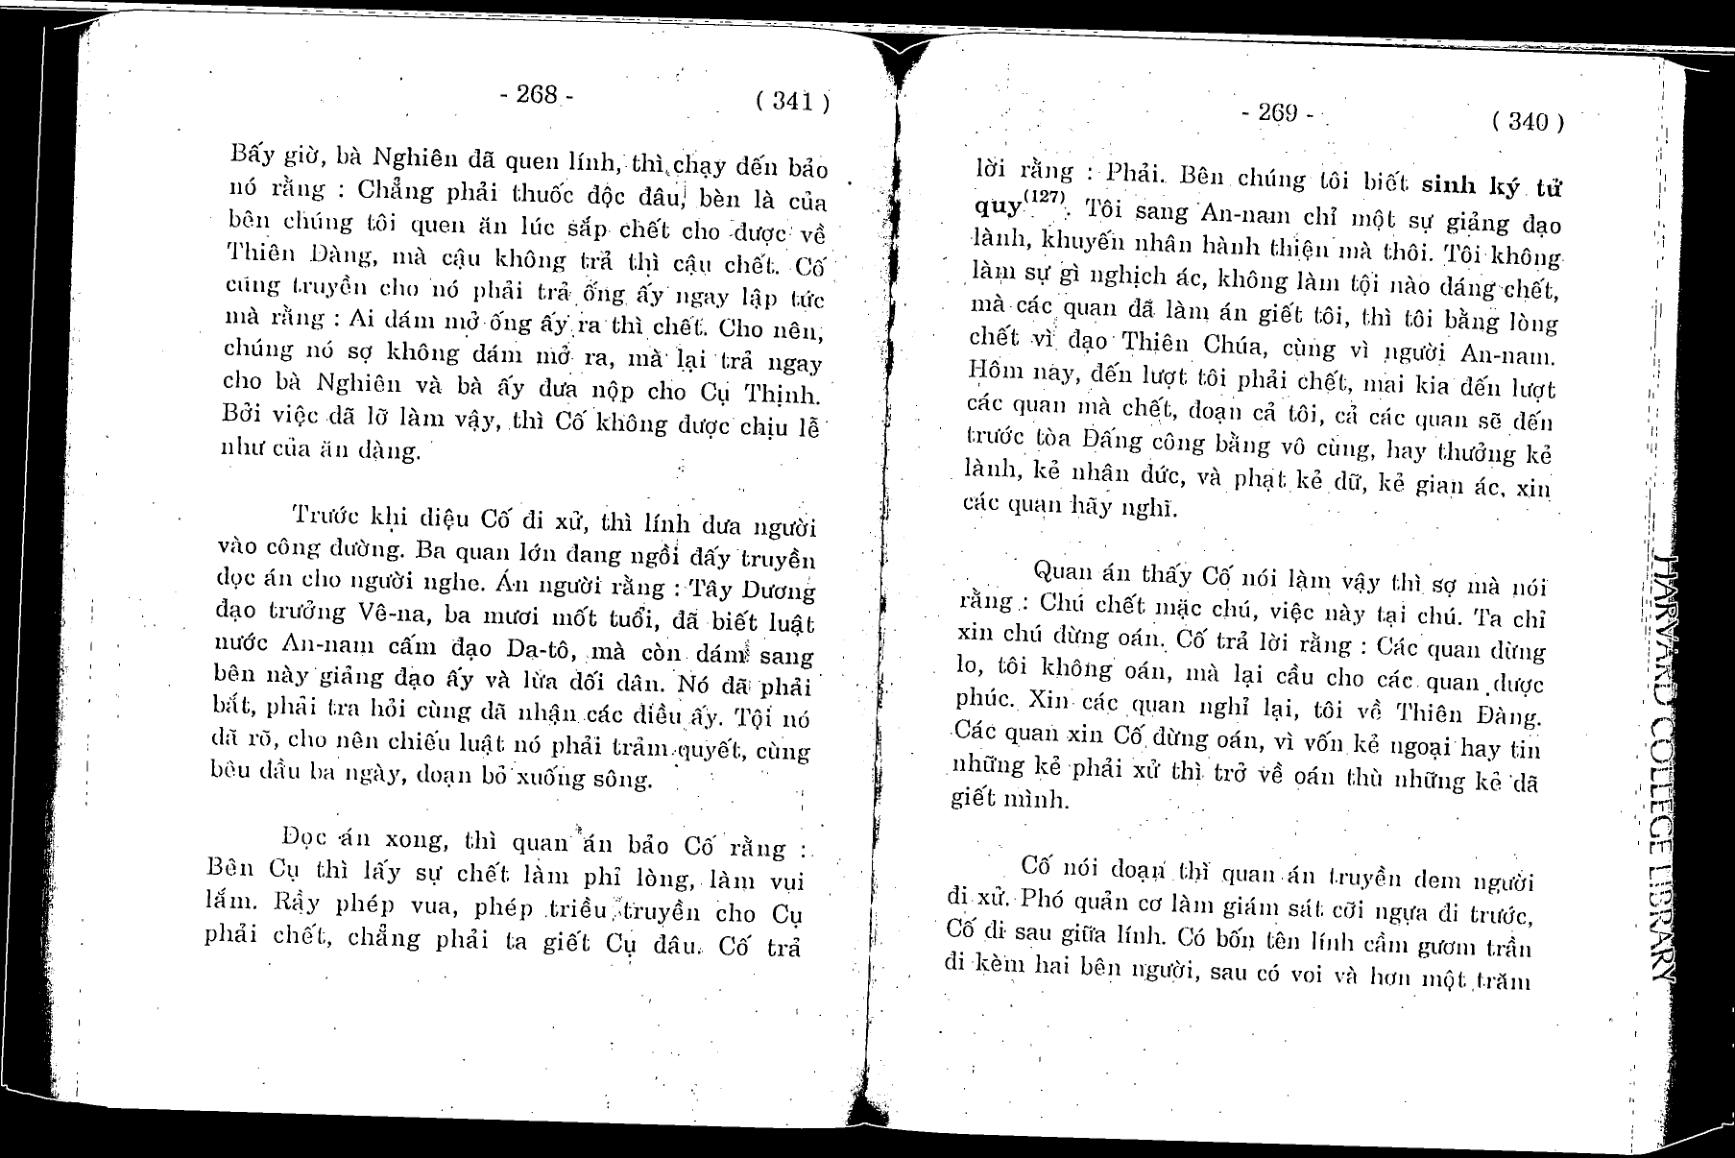 - 268 -
( 341 )
Bấy giờ, bà Nghiên đã quen lính, thì chạy đến bảo
nó rằng : Chẳng phải thuốc độc đâu, bèn là của
bên chúng tôi quen ăn lúc sắp chết cho được về
Thiên Đàng, mà cậu không trả thì cậu chết. Cố
cũng truyền cho nó phải trả ống ấy ngay lập tức
mà rằng : Ai dám mở ống ấy ra thì chết. Cho nên,
chúng nó sợ không dám mở ra, mà lại trả ngay
cho bà Nghiên và bà ấy đưa nộp cho Cụ Thịnh.
Bởi việc đã lỡ làm vậy, thì Cố không được chịu lễ
như của ăn đàng.
Trước khi điệu Cố đi xử, thì lính đưa người
vào công đường. Ba quan lớn đang ngồi đấy truyền
đọc án cho người nghe. Án người rằng : Tây Dương
đạo trưởng Vê-na, ba mươi mốt tuổi, đã biết luật
nước An-nam cấm đạo Da-tô, mà còn dám sang
bên này giảng đạo ấy và lừa dối dân. Nó đã phải
bắt, phải tra hỏi cùng đã nhận các điều ấy. Tội nó
đã rõ, cho nên chiếu luật nó phải trảm quyết, cùng
bêu đầu ba ngày, đoạn bỏ xuống sông.
Đọc án xong, thì quan án bảo Cố rằng :
Bên Cụ thì lấy sự chết làm phỉ lòng, làm vui
lắm. Rầy phép vua, phép triều truyền cho Cụ
phải chết, chẳng phải ta giết Cụ đâu. Cố trả
- 269 -
( 340 )
lời rằng : Phải. Bên chúng tôi biết sinh ký tử
quy(127). Tôi sang An-nam chỉ một sự giảng đạo
lành, khuyến nhân hành thiện mà thôi. Tôi không
làm sự gì nghịch ác, không làm tội nào đáng chết,
mà các quan đã làm án giết tôi, thì tôi bằng lòng
chết vì đạo Thiên Chúa, cùng vì người An-nam.
Hôm nay, đến lượt tôi phải chết, mai kia đến lượt
các quan mà chết, đoạn cả tôi, cả các quan sẽ đến
trước tòa Đấng công bằng vô cùng, hay thưởng kẻ
lành, kẻ nhân đức, và phạt kẻ dữ, kẻ gian ác, xin
các quan hãy nghĩ.
Quan án thấy Cố nói làm vậy thì sợ mà nói
rằng : Chú chết mặc chú, việc này tại chú. Ta chỉ
xin chú đừng oán. Cố trả lời rằng : Các quan đừng
lo, tôi không oán, mà lại cầu cho các quan được
phúc. Xin các quan nghỉ lại, tôi về Thiên Đàng.
Các quan xin Cố đừng oán, vì vốn kẻ ngoại hay tin
những kẻ phải xử thì trở về oán thù những kẻ đã
giết mình.
Cố nói đoạn thì quan án truyền đem người
đi xử. Phó quản cơ làm giám sát cỡi ngựa đi trước,
Cố đi sau giữa lính. Có bốn tên lính cầm gươm trần
đi kèm hai bên người, sau có voi và hơn một trăm
HARVARD COLLEGE LIBRARY